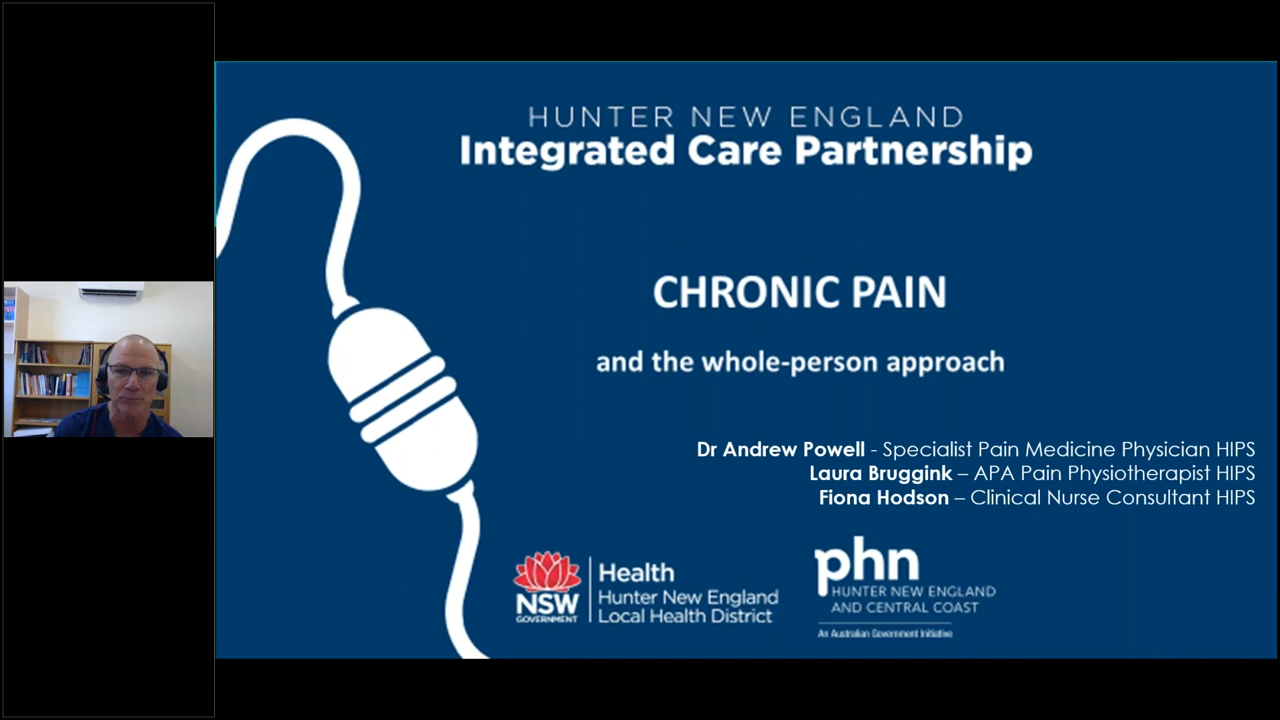 HUNTER NEW ENGLAND
Integrated Care Partnership
CHRONIC PAIN
and the whole-person approach
Dr Andrew Powell - Specialist Pain Medicine Physician HIPS
Laura Bruggink – APA Pain Physiotherapist HIPS
Fiona Hodson – Clinical Nurse Consultant HIPS
NSW
GOVERNMENT
Health
Hunter New England
Local Health District
phn
HUNTER NEW ENGLAND
AND CENTRAL COAST
An Australian Government Initiative